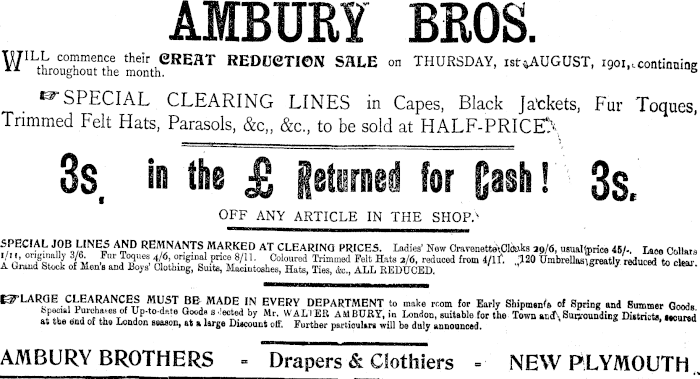 AMBURY BROS.
WILL commence their GREAT REDUCTION SALE on THURSDAY, 1st AUGUST, 1901, continuing
throughout the month.
SPECIAL CLEARING LINES in Capes, Black Jackets, Fur Toques,
Trimmed Felt Hats, Parasols, &c,, &c., to be sold at HALF-PRICE.
3s. in the £ Returned for Cash! 3s.
OFF ANY ARTICLE IN THE SHOP.
SPECIAL JOB LINES AND REMNANTS MARKED AT CLEARING PRICES. Ladies' New Cravenette Cloaks 29/6, usual price 45/-. Lace Collars
1/11, originally 3/6. Fur Toques 4/6, original price 8/11. Coloured Trimmed Felt Hats 2/6, reduced from 4/11. 120 Umbrellas greatly reduced to clear.
A Grand Stock of Men's and Boys' Clothing, Suits, Macintoshes, Hats, Ties, &c., ALL REDUCED.
LARGE CLEARANCES MUST BE MADE IN EVERY DEPARTMENT to make room for Early Shipments of Spring and Summer Goods.
Special Purchases of Up-to-date Goods selected by Mr. WALTER AMBURY, in London, suitable for the Town and Surrounding Districts, secured
at the end of the London season, at a large Discount off. Further particulars will be duly announced.
AMBURY BROTHERS = Drapers & Clothiers = NEW PLYMOUTH